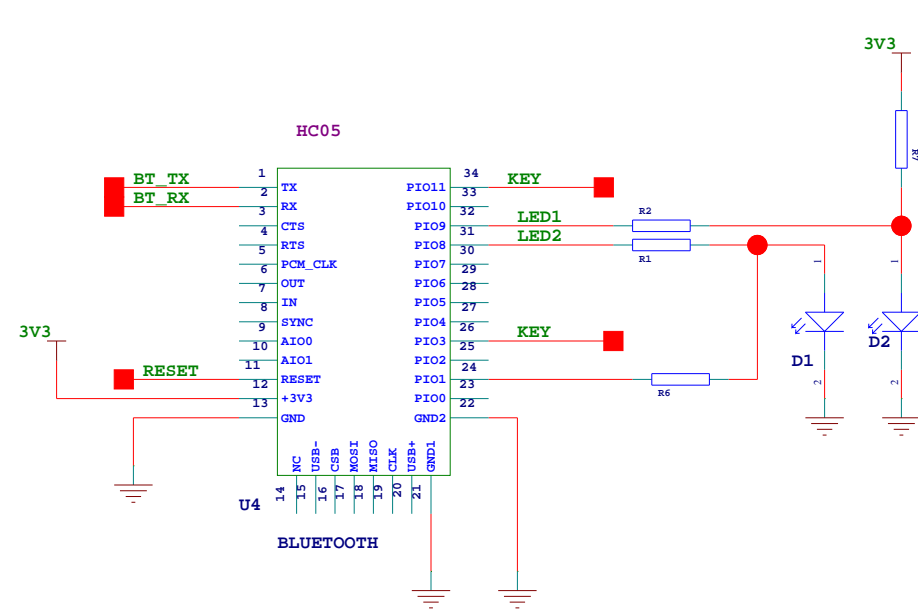 3V3
HC05
R7
1 34
BT_TX TX PIO11 KEY
2 33
BT_RX RX PIO10
3 32
CTS PIO9 LED1 R2
4 31
RTS PIO8 LED2 R1
5 30
PCM_CLK PIO7
6 29
OUT PIO6
7 28
IN PIO5
8 27
SYNC PIO4
9 26
3V3 AIO0 PIO3 KEY
10 25
AIO1 PIO2
11 24
RESET RESET PIO1 R6
12 23
+3V3 PIO0
13 22
GND GND2
1 1
D1 D2
2 2
NC USB- CSB MOSI MISO CLK USB+ GND1
14 15 16 17 18 19 20 21
U4
BLUETOOTH